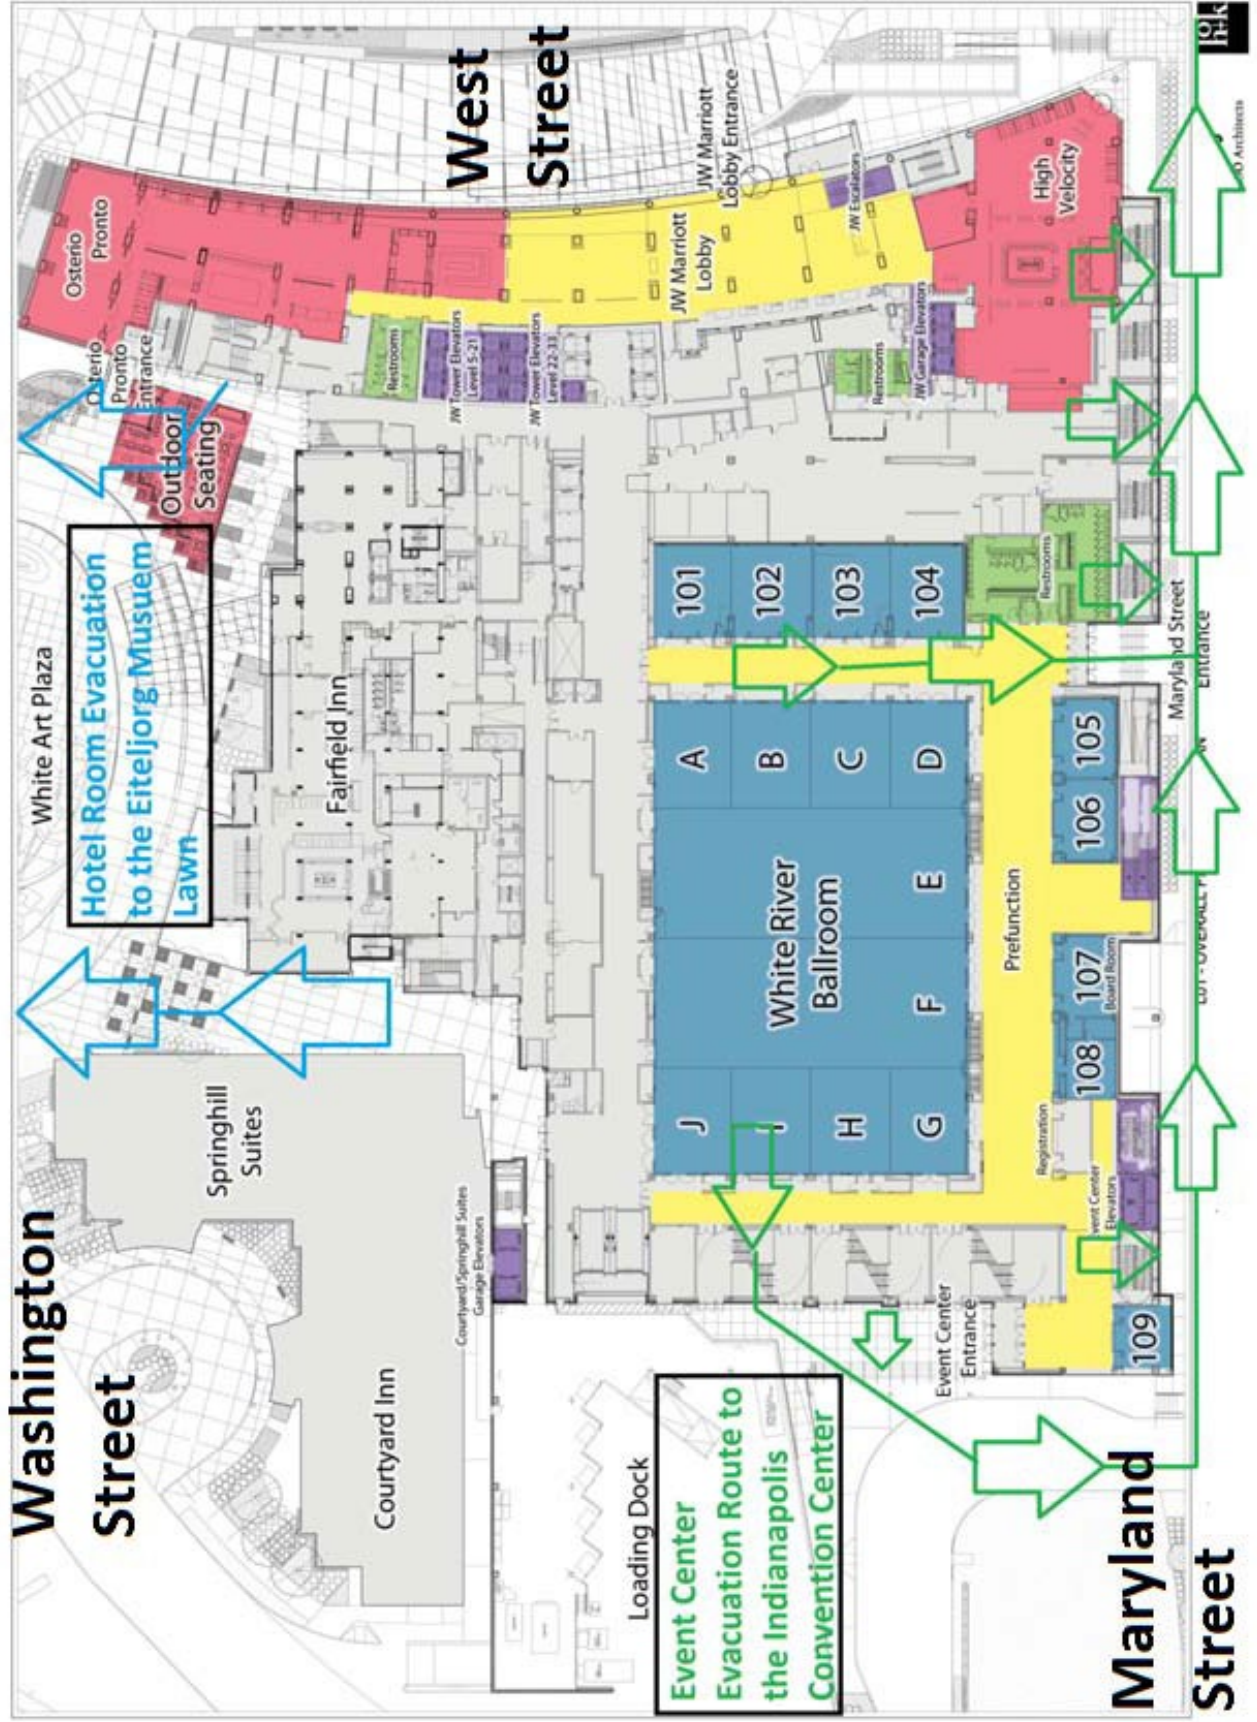 Washington
Street
White Art Plaza
Hotel Room Evacuation
to the Eiteljorg Musuem
Lawn
Osterio
Pronto
Entrance
Osterio
Pronto
Outdoor
Seating
Springhill
Suites
Courtyard Inn
Fairfield Inn
Courtyard/Springhill Suites
Garage Elevators
Restrooms
JW Tower Elevators
Level 5-21
JW Tower Elevators
Level 22-33
West
Street
JW Marriott
Lobby
JW Marriott
Lobby Entrance
JW Escalators
Restrooms
JW Garage Elevators
High
Velocity
Loading Dock
Event Center
Evacuation Route to
the Indianapolis
Convention Center
J
I
H
G
White River
Ballroom
F
E
A
B
C
D
101
102
103
104
Event Center
Entrance
Prefunction
Restrooms
Registration
Elevators
109
108
107
Board Room
106
105
Maryland Street
Entrance
Maryland
Street
Architects